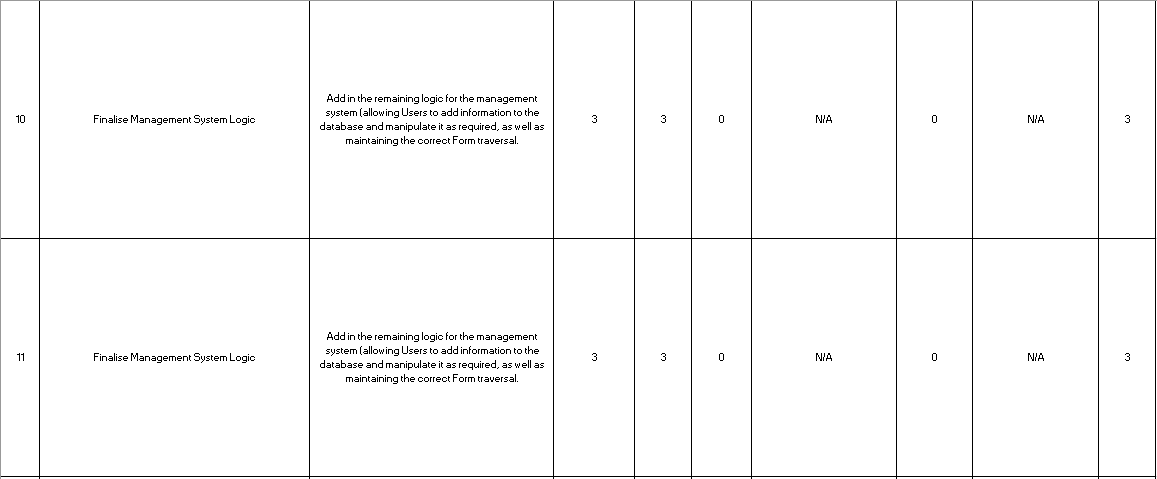 10
Finalise Management System Logic
Add in the remaining logic for the management
system (allowing Users to add information to the
database and manipulate it as required, as well as
maintaining the correct Form traversal.
3
3
0
N/A
0
N/A
3
11
Finalise Management System Logic
Add in the remaining logic for the management
system (allowing Users to add information to the
database and manipulate it as required, as well as
maintaining the correct Form traversal.
3
3
0
N/A
0
N/A
3